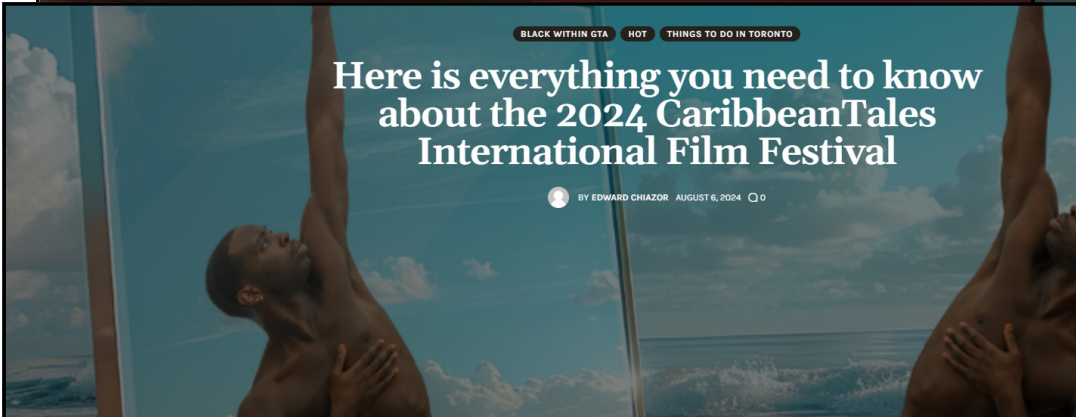 BLACK WITHIN GTA HOT THINGS TO DO IN TORONTO
Here is everything you need to know
about the 2024 CaribbeanTales
International Film Festival
BY EDWARD CHIAZOR AUGUST 6, 2024 0